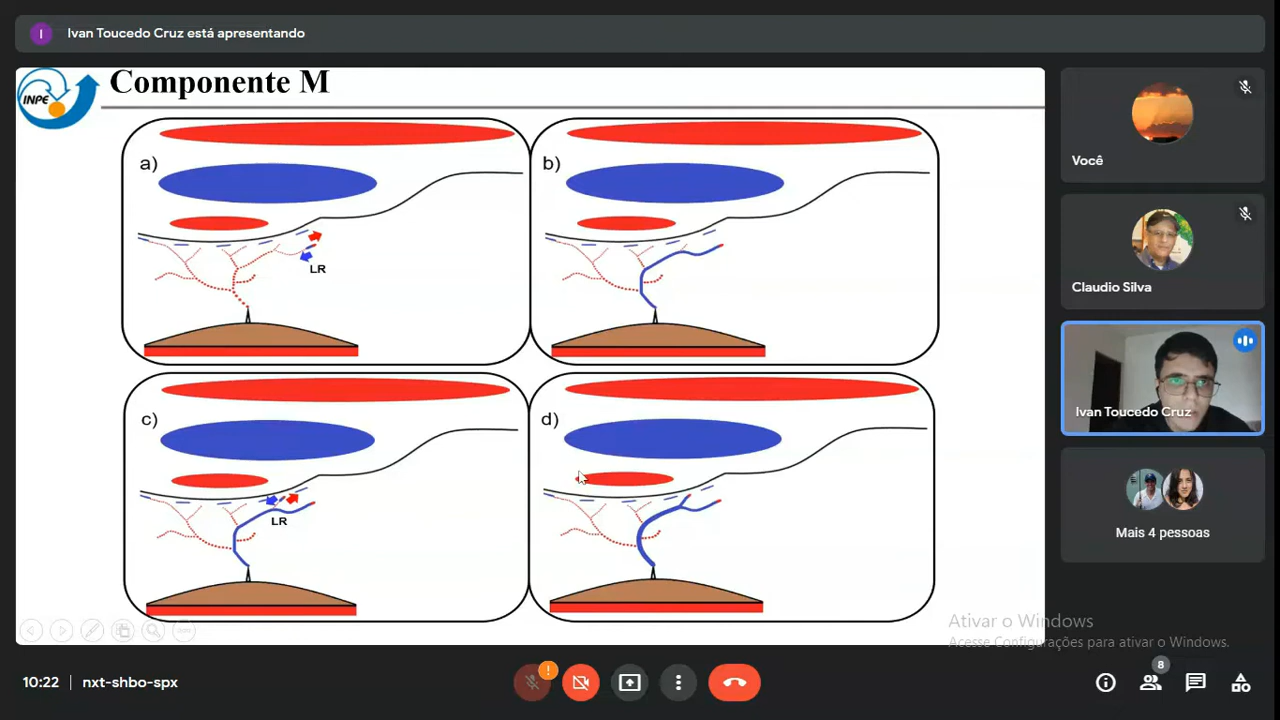 I
Ivan Toucedo Cruz está apresentando
INPE
Componente M
a)
LR
b)
c)
LR
d)
Você
Claudio Silva
Ivan Toucedo Cruz
Mais 4 pessoas
Ativar o Windows
Acesse Configurações para ativar o Windows.
10:22 | nxt-shbo-spx
!
8